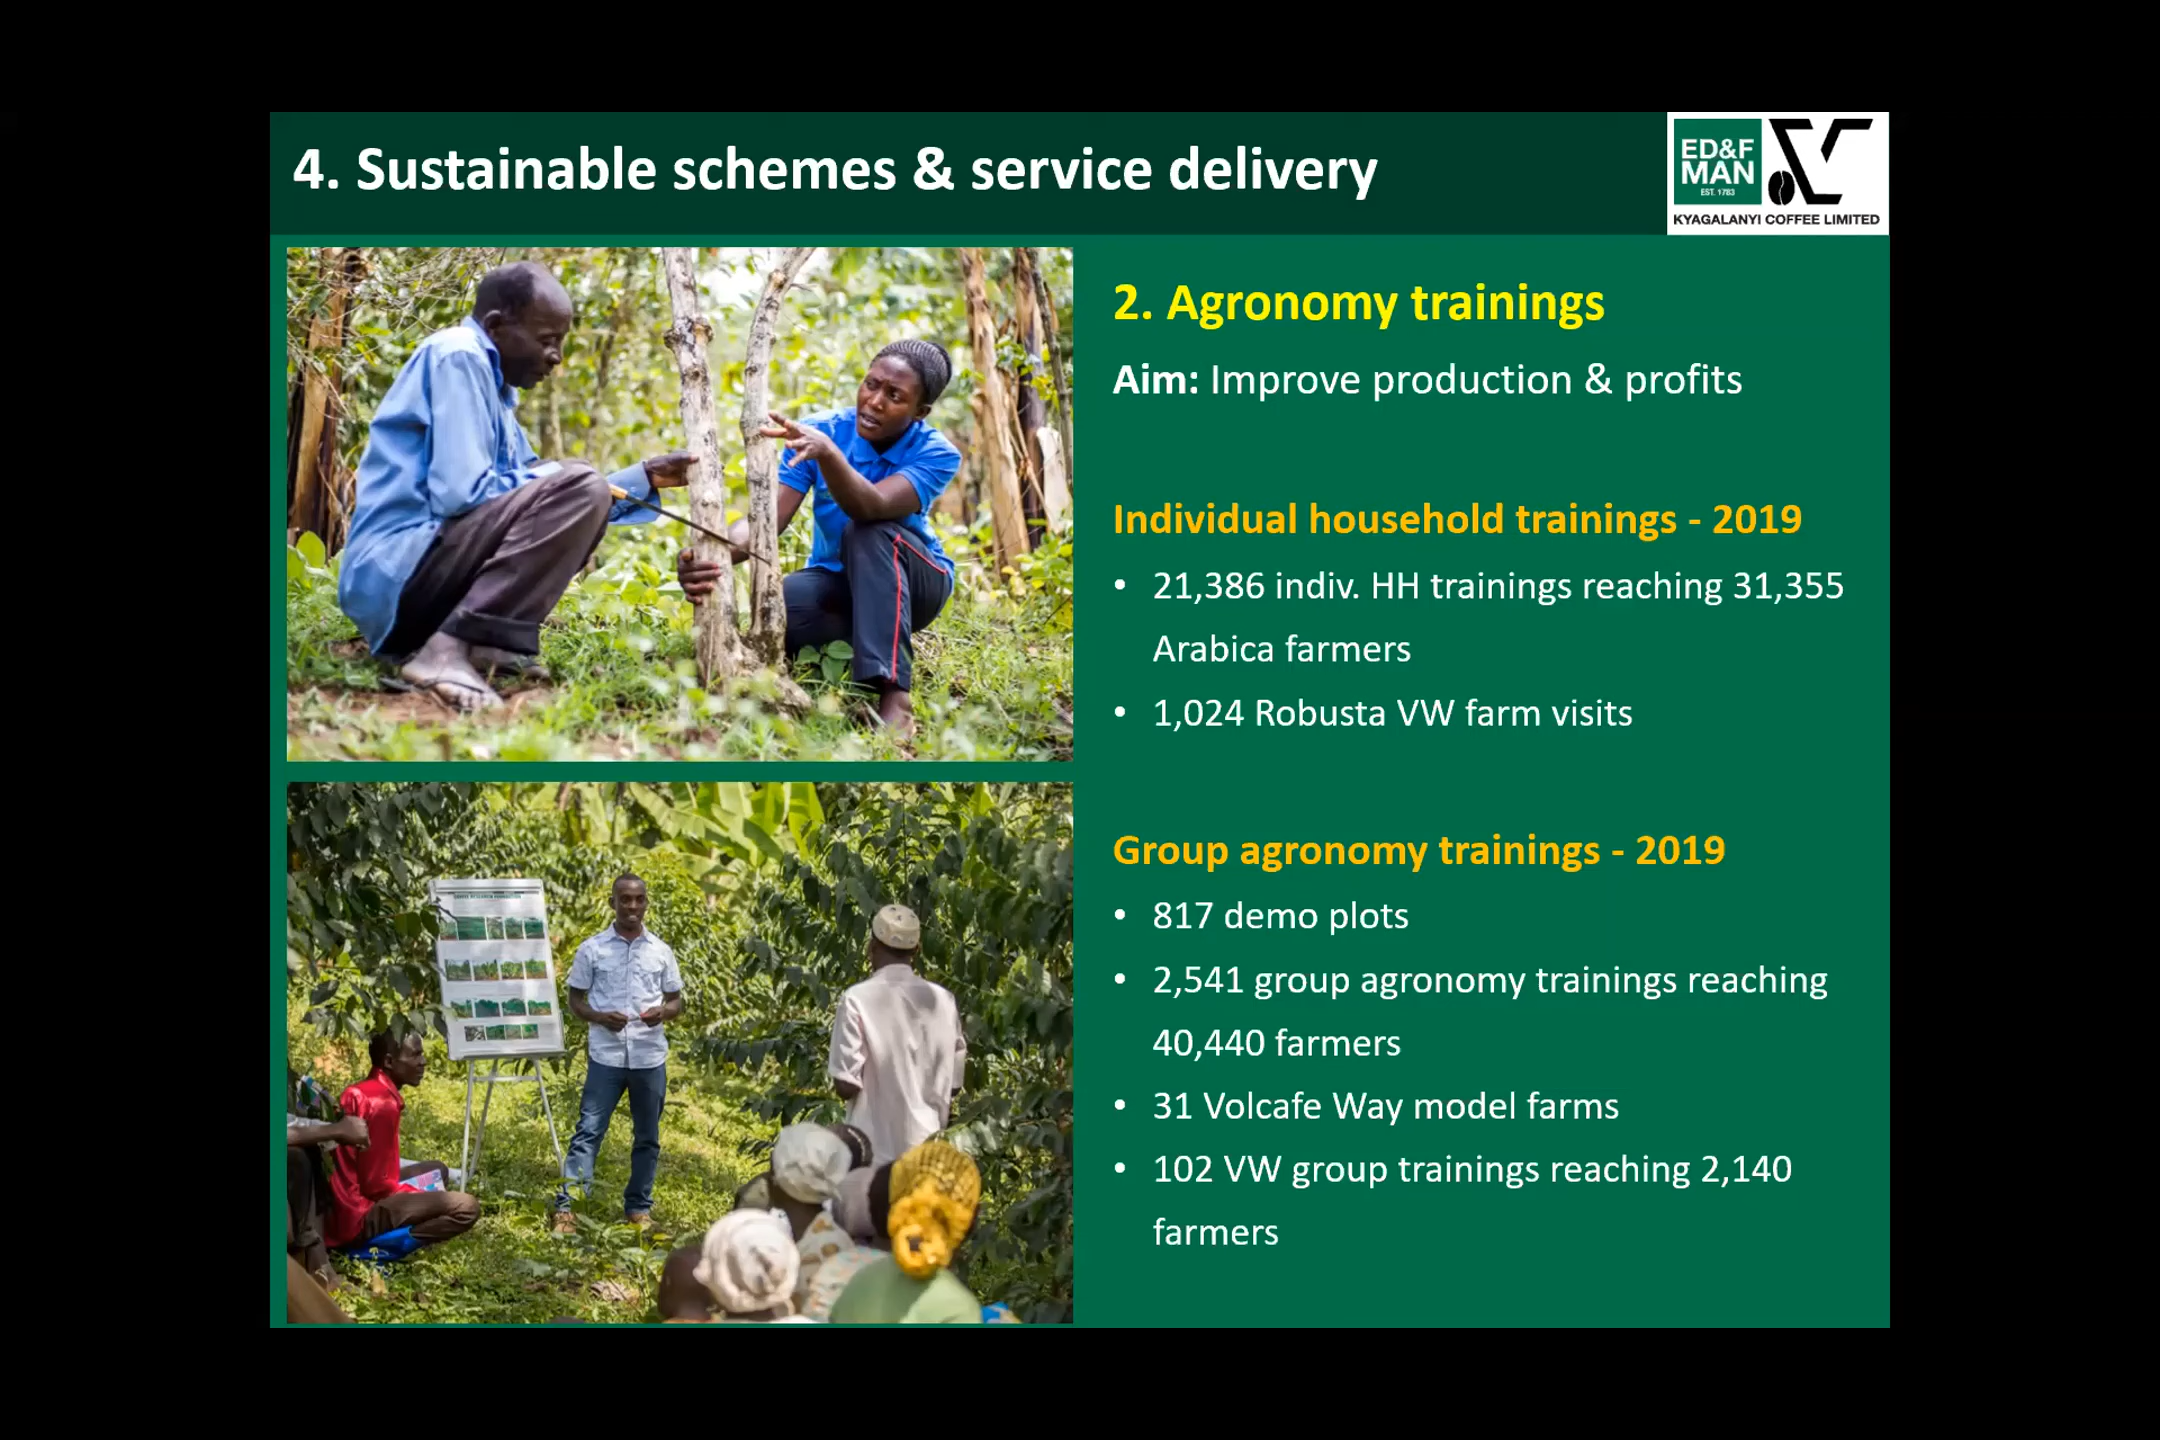 4. Sustainable schemes & service delivery
ED&F
MAN
EST. 1783
KYAGALANYI COFFEE LIMITED
2. Agronomy trainings
Aim: Improve production & profits
Individual household trainings - 2019
• 21,386 indiv. HH trainings reaching 31,355
Arabica farmers
• 1,024 Robusta VW farm visits
Group agronomy trainings - 2019
• 817 demo plots
• 2,541 group agronomy trainings reaching
40,440 farmers
• 31 Volcafe Way model farms
• 102 VW group trainings reaching 2,140
farmers